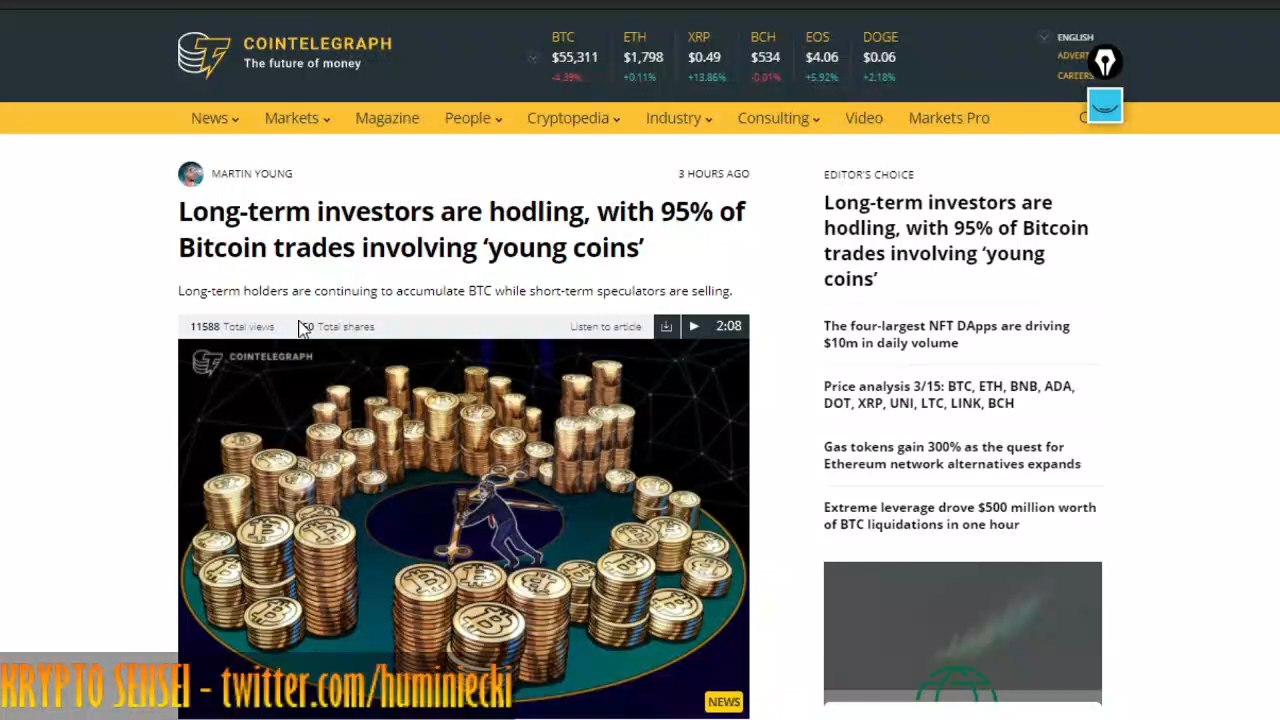 COINTELEGRAPH
The future of money
BTC
$55,311
-4.39%
ETH
$1,798
+0.11%
XRP
$0.49
+13.86%
BCH
$534
-0.01%
EOS
$4.06
+5.92%
DOGE
$0.06
+2.18%
ENGLISH
ADVERT
CAREERS
News
Markets
Magazine
People
Cryptopedia
Industry
Consulting
Video
Markets Pro
MARTIN YOUNG
3 HOURS AGO
Long-term investors are hodling, with 95% of
Bitcoin trades involving ‘young coins’
Long-term holders are continuing to accumulate BTC while short-term speculators are selling.
11588 Total views
Total shares
Listen to article
2:08
COINTELEGRAPH
NEWS
EDITOR'S CHOICE
Long-term investors are
hodling, with 95% of Bitcoin
trades involving ‘young
coins’
The four-largest NFT DApps are driving
$10m in daily volume
Price analysis 3/15: BTC, ETH, BNB, ADA,
DOT, XRP, UNI, LTC, LINK, BCH
Gas tokens gain 300% as the quest for
Ethereum network alternatives expands
Extreme leverage drove $500 million worth
of BTC liquidations in one hour
KRYPTO SENSEI - twitter.com/huminiecki